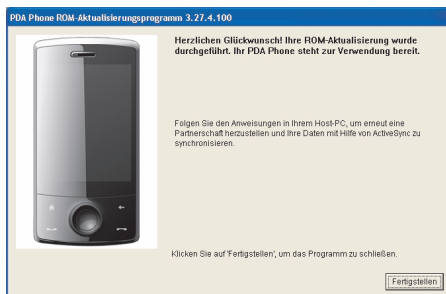 PDA Phone ROM-Aktualisierungsprogramm 3.27.4.100
Herzlichen Glückwunsch! Ihre ROM-Aktualisierung wurde
durchgeführt. Ihr PDA Phone steht zur Verwendung bereit.
Folgen Sie den Anweisungen in Ihrem Host-PC, um erneut eine
Partnerschaft herzustellen und Ihre Daten mit Hilfe von ActiveSync zu
synchronisieren.
Klicken Sie auf 'Fertigstellen', um das Programm zu schließen.
Fertigstellen